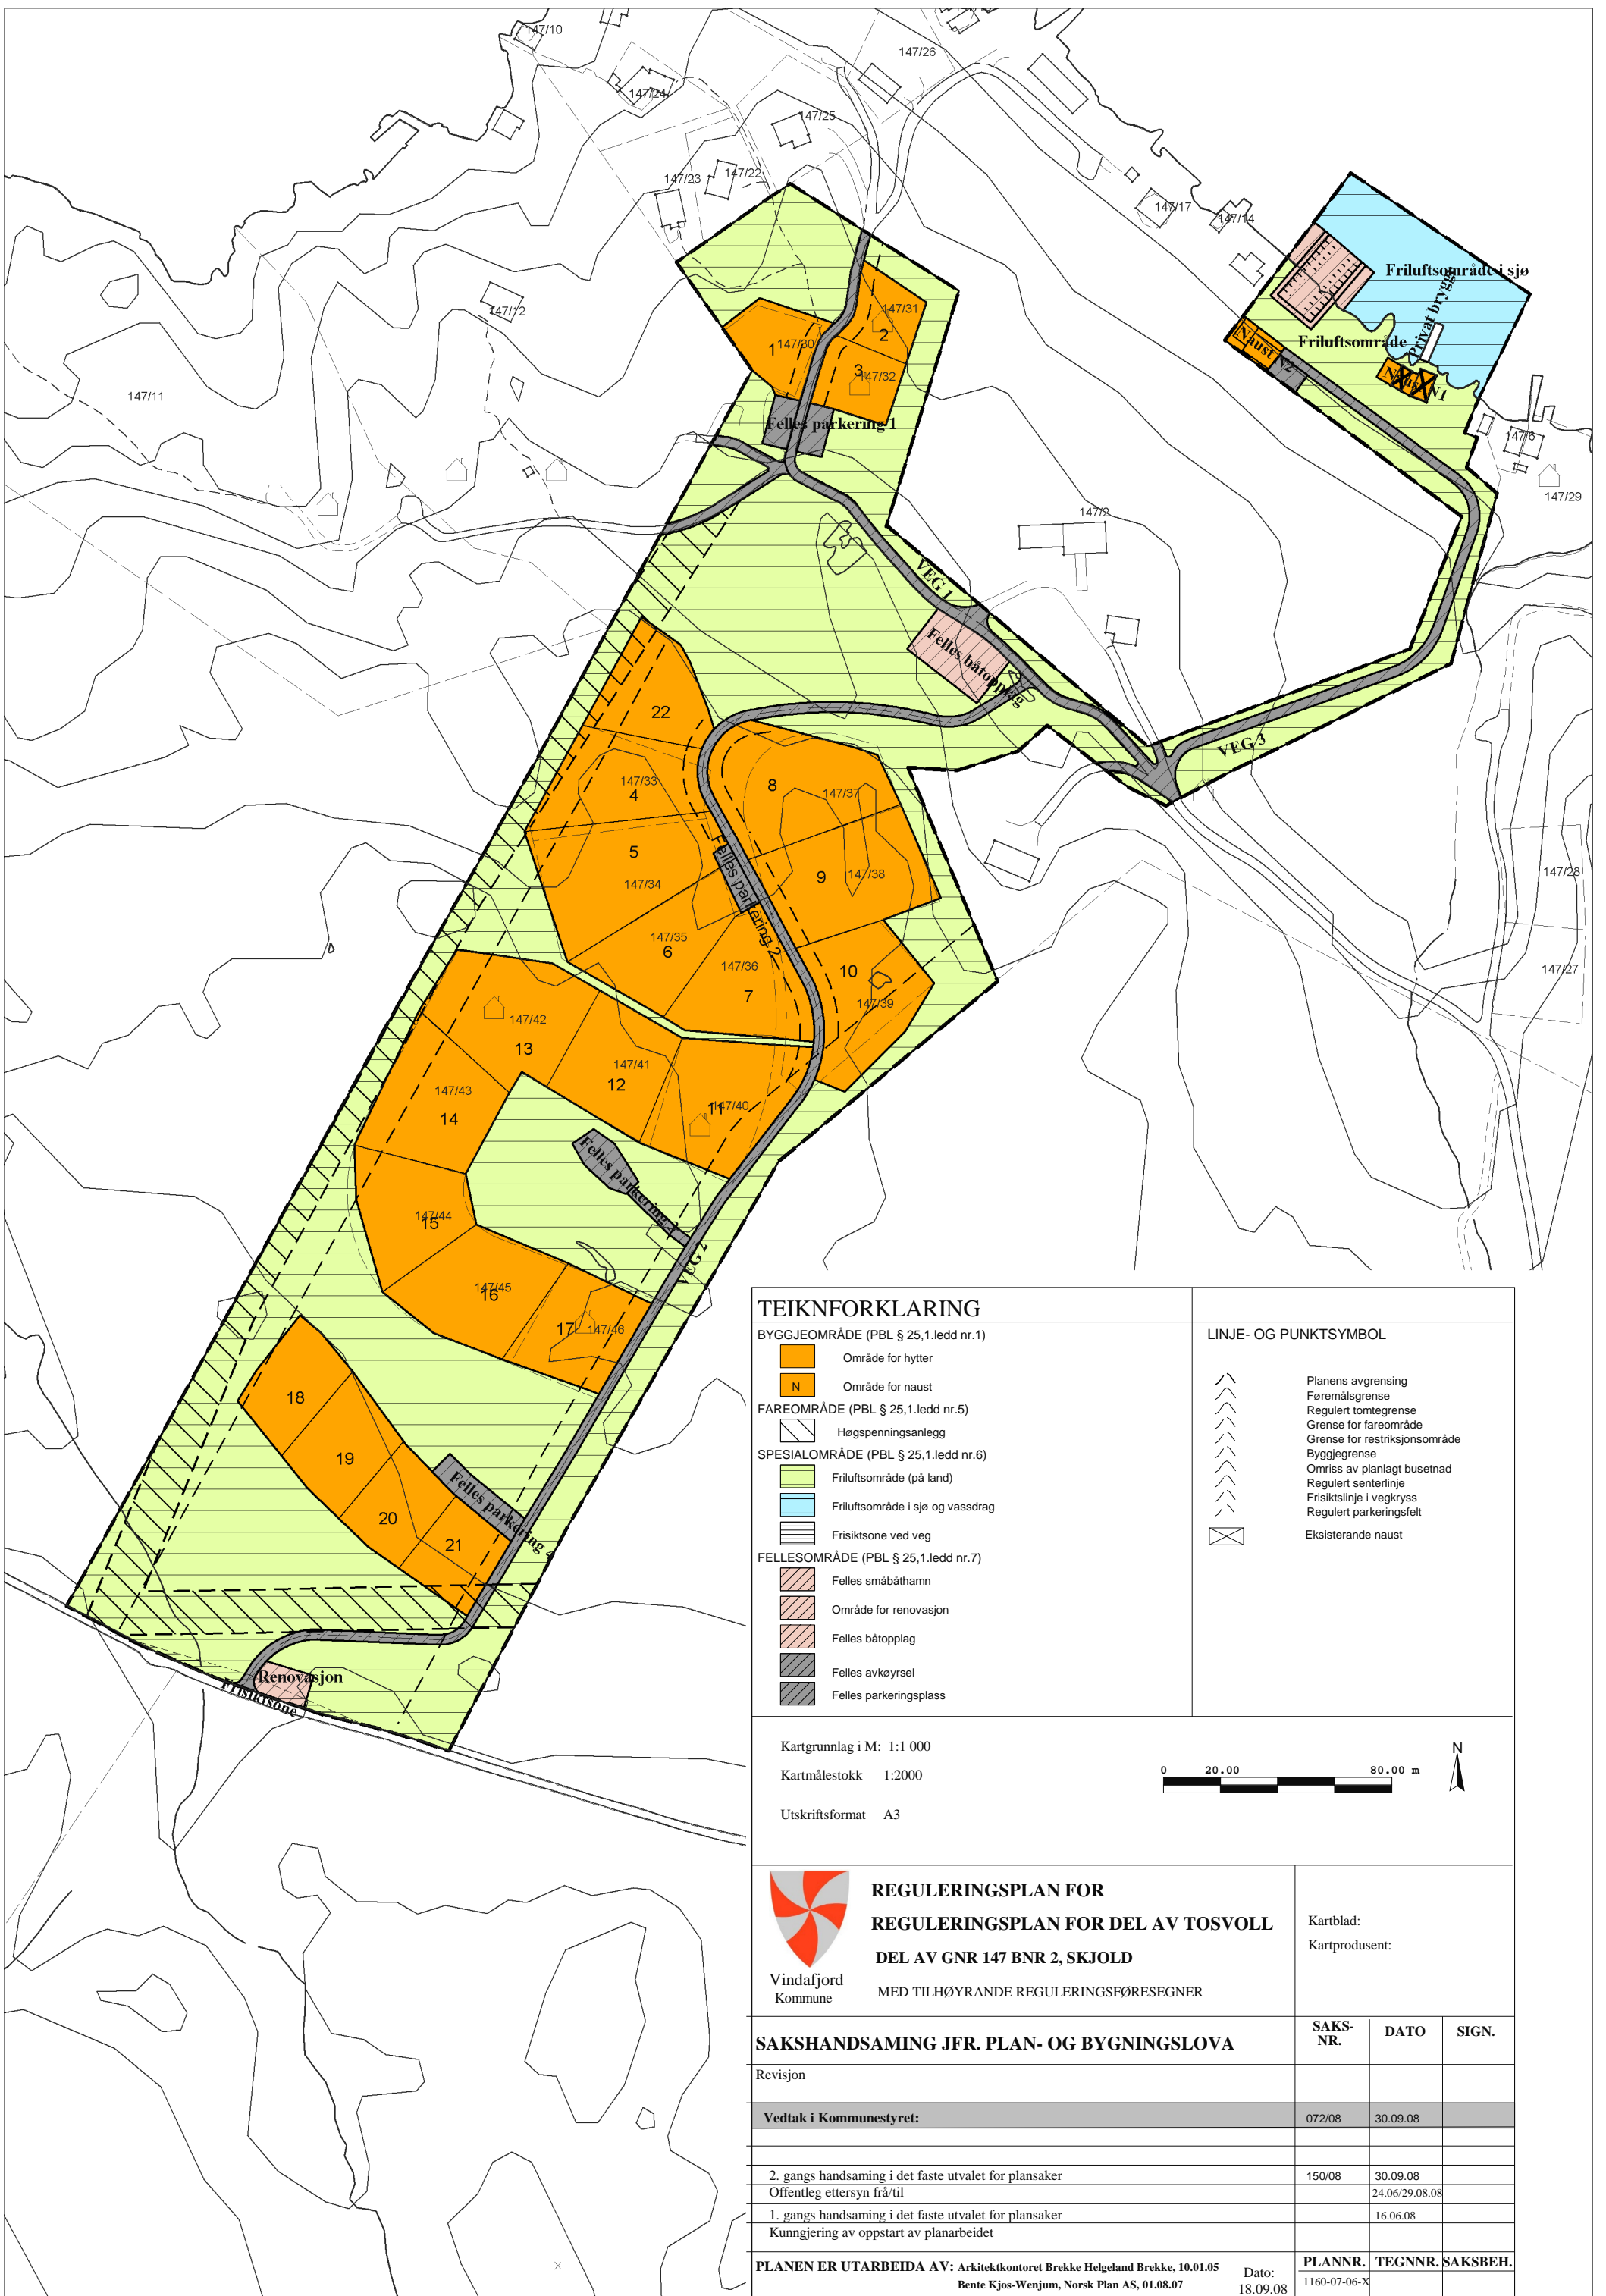 147/10
147/26
147/24
147/25
147/23
147/22
147/17
147/14
147/12
147/11
Friluftsområde i sjø
Privat brygge
Friluftsområde
Naust N2
Naust N1
147/6
147/29
147/31
2
1
147/30
3
147/32
Felles parkering 1
147/2
VEG 1
Felles båtopplag
VEG 3
22
147/33
4
8
147/37
5
147/34
9
147/38
Felles parkering 2
147/28
147/27
147/35
6
147/36
7
10
147/39
147/42
13
147/41
12
147/43
14
11
147/40
Felles parkering 3
147/44
15
VEG 2
147/45
16
17
147/46
18
19
20
21
Felles parkering 4
Renovasjon
Frisiktsone
TEIKNFORKLARING
BYGGJEOMRÅDE (PBL § 25,1.ledd nr.1)
Område for hytter
N Område for naust
FAREOMRÅDE (PBL § 25,1.ledd nr.5)
Høgspenningsanlegg
SPESIALOMRÅDE (PBL § 25,1.ledd nr.6)
Friluftsområde (på land)
Friluftsområde i sjø og vassdrag
Frisiktsone ved veg
FELLESOMRÅDE (PBL § 25,1.ledd nr.7)
Felles småbåthamn
Område for renovasjon
Felles båtopplag
Felles avkøyrsel
Felles parkeringsplass
LINJE- OG PUNKTSYMBOL
Planens avgrensing
Føremålsgrense
Regulert tomtegrense
Grense for fareområde
Grense for restriksjonsområde
Byggjegrense
Omriss av planlagt busetnad
Regulert senterlinje
Frisiktslinje i vegkryss
Regulert parkeringsfelt
Eksisterande naust
Kartgrunnlag i M: 1:1 000
Kartmålestokk 1:2000
Utskriftsformat A3
0 20.00 80.00 m
N
Vindafjord
Kommune
REGULERINGSPLAN FOR
REGULERINGSPLAN FOR DEL AV TOSVOLL
DEL AV GNR 147 BNR 2, SKJOLD
MED TILHØYRANDE REGULERINGSFØRESEGNER
Kartblad:
Kartprodusent:
SAKSHANDSAMING JFR. PLAN- OG BYGNINGSLOVA
SAKS-
NR.
DATO
SIGN.
Revisjon
Vedtak i Kommunestyret: 072/08 30.09.08
2. gangs handsaming i det faste utvalet for plansaker 150/08 30.09.08
Offentleg ettersyn frå/til 24.06/29.08.08
1. gangs handsaming i det faste utvalet for plansaker 16.06.08
Kunngjering av oppstart av planarbeidet
PLANEN ER UTARBEIDA AV: Arkitektkontoret Brekke Helgeland Brekke, 10.01.05
Bente Kjos-Wenjum, Norsk Plan AS, 01.08.07
Dato:
18.09.08
PLANNR. TEGNNR. SAKSBEH.
1160-07-06-X